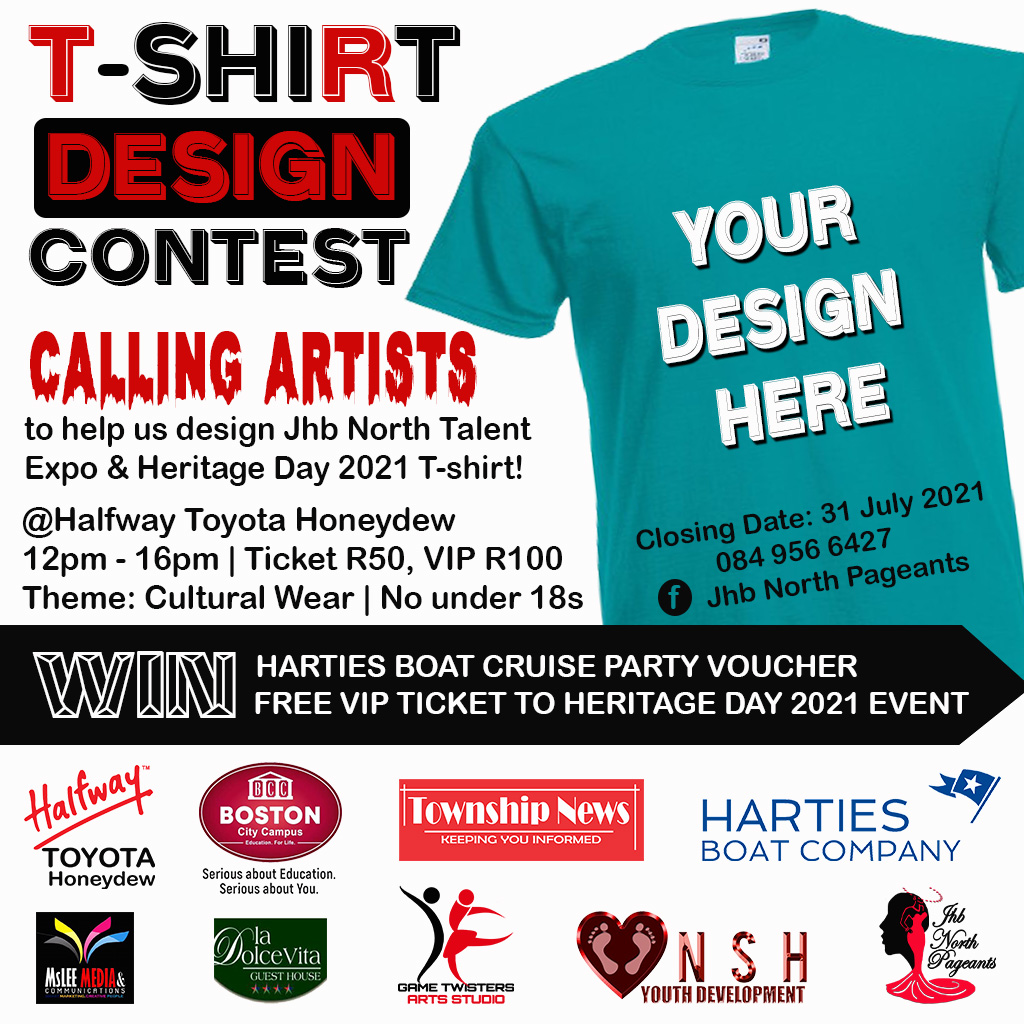 T-SHIRT
DESIGN
CONTEST
CALLING ARTISTS
to help us design Jhb North Talent
Expo & Heritage Day 2021 T-shirt!
@Halfway Toyota Honeydew
12pm - 16pm | Ticket R50, VIP R100
Theme: Cultural Wear | No under 18s
YOUR
DESIGN
HERE
Closing Date: 31 July 2021
084 956 6427
f Jhb North Pageants
WIN
HARTIES BOAT CRUISE PARTY VOUCHER
FREE VIP TICKET TO HERITAGE DAY 2021 EVENT
Halfway™
TOYOTA
Honeydew
BCC
BOSTON
City Campus
Education. For Life.
Serious about Education.
Serious about You.
Township News
KEEPING YOU INFORMED
HARTIES
BOAT COMPANY
MSLEE MEDIA &
COMMUNICATIONS
MARKETING.CREATIVE.PEOPLE
la
DolceVita
GUEST HOUSE
GAME TWISTERS
ARTS STUDIO
NSH
YOUTH DEVELOPMENT
Jhb
North
Pageants